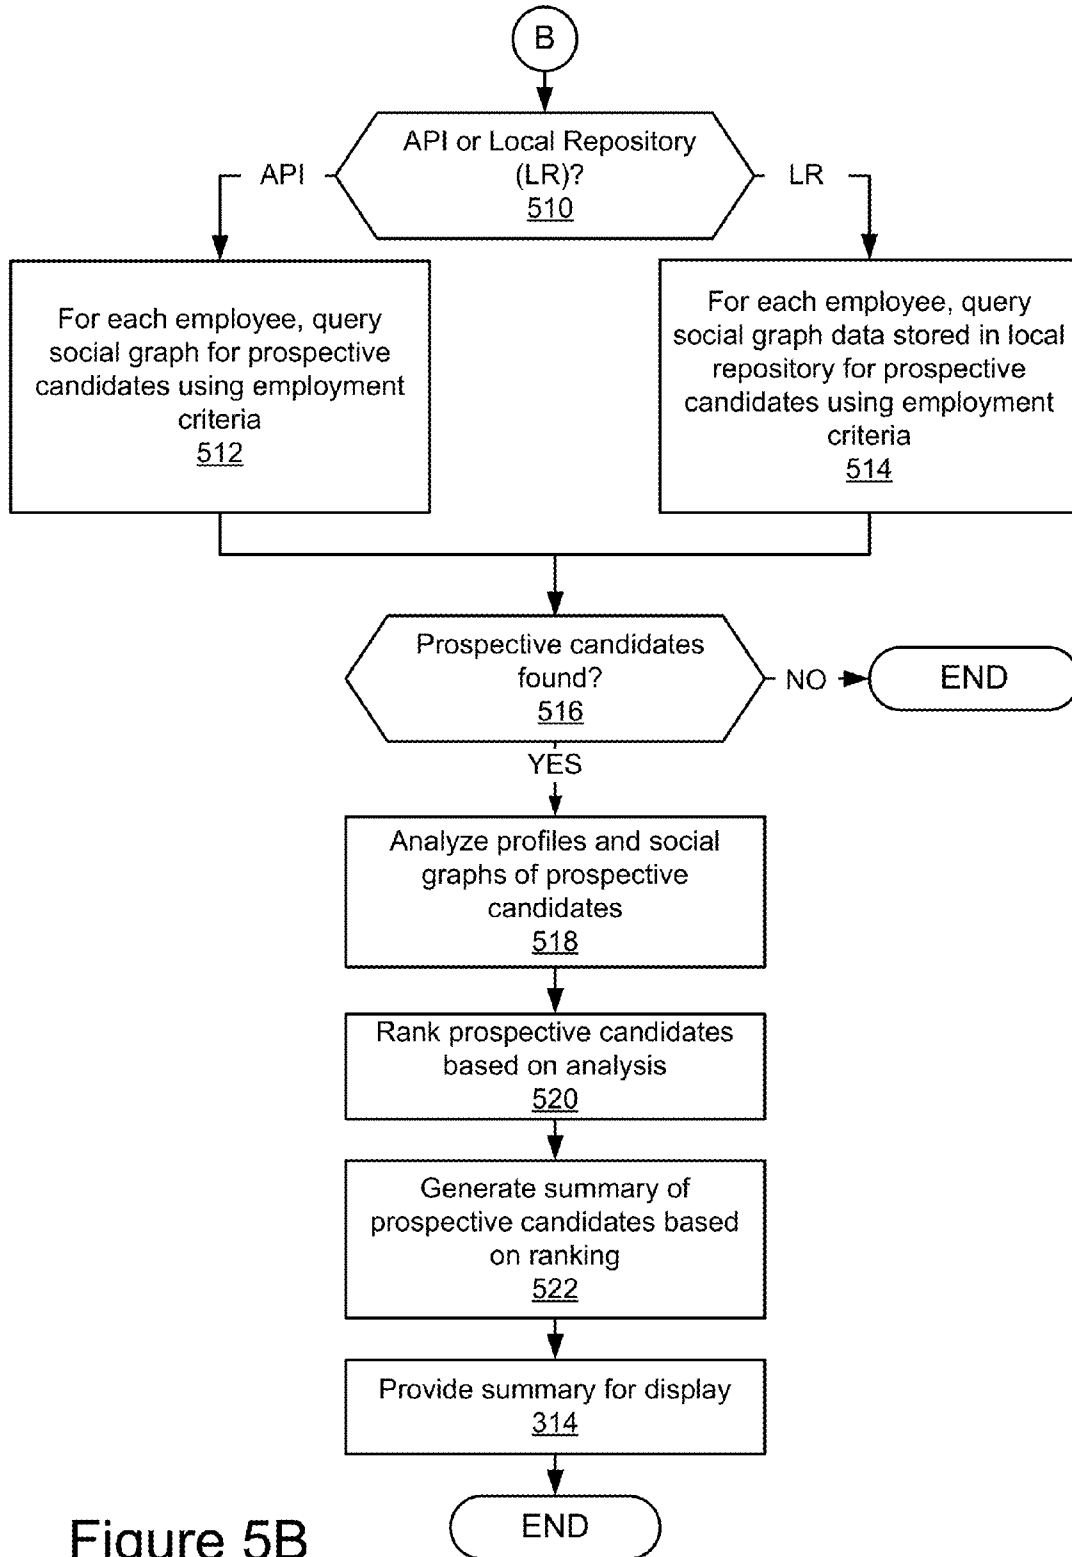 B
API or Local Repository
(LR)?
510
API
LR
For each employee, query
social graph for prospective
candidates using employment
criteria
512
For each employee, query
social graph data stored in local
repository for prospective
candidates using employment
criteria
514
Prospective candidates
found?
516
NO
END
YES
Analyze profiles and social
graphs of prospective
candidates
518
Rank prospective candidates
based on analysis
520
Generate summary of
prospective candidates based
on ranking
522
Provide summary for display
314
END
Figure 5B